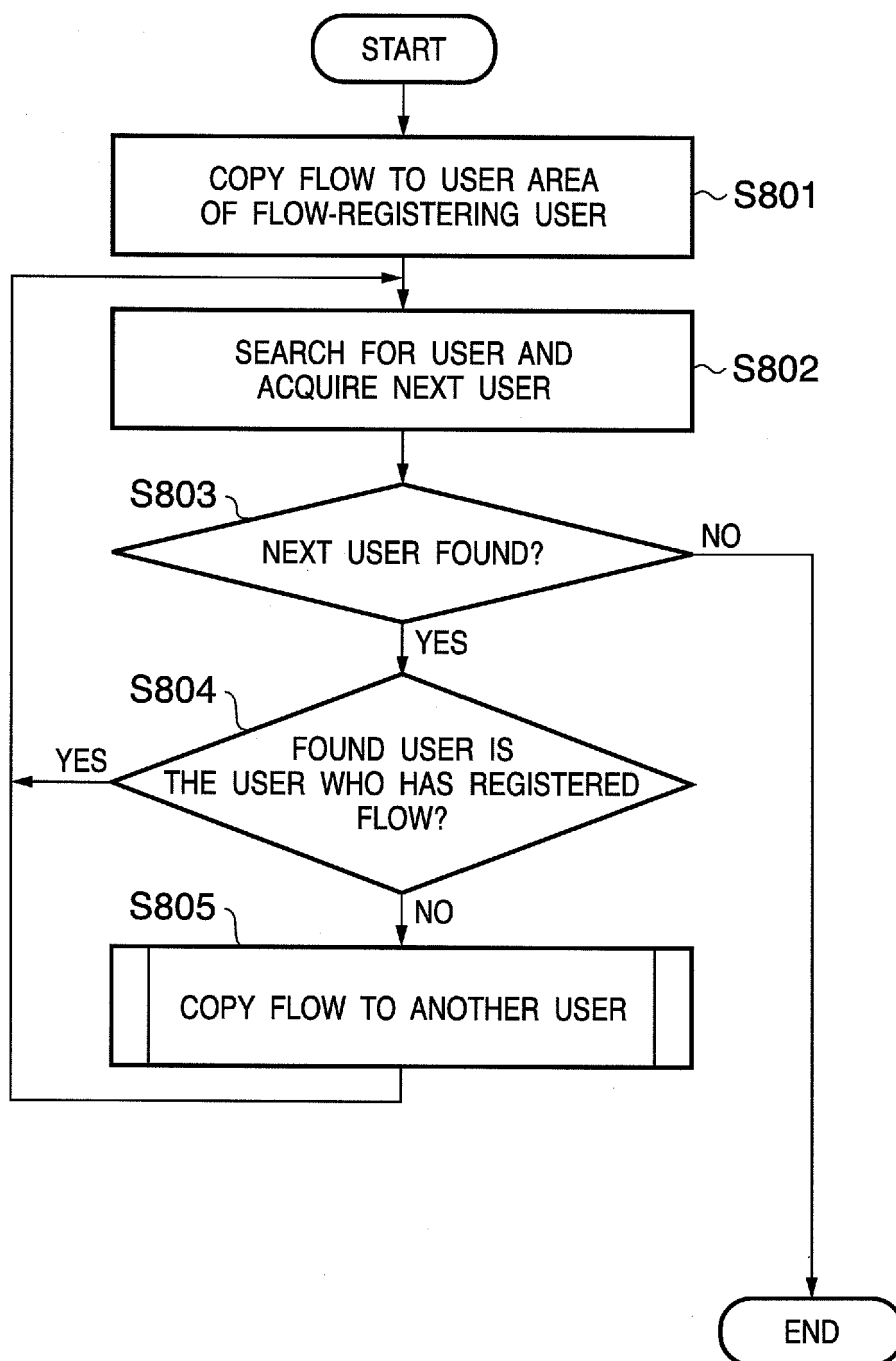 START
COPY FLOW TO USER AREA
OF FLOW-REGISTERING USER
S801
SEARCH FOR USER AND
ACQUIRE NEXT USER
S802
S803
NEXT USER FOUND?
NO
YES
S804
FOUND USER IS
THE USER WHO HAS REGISTERED
FLOW?
YES
NO
S805
COPY FLOW TO ANOTHER USER
END